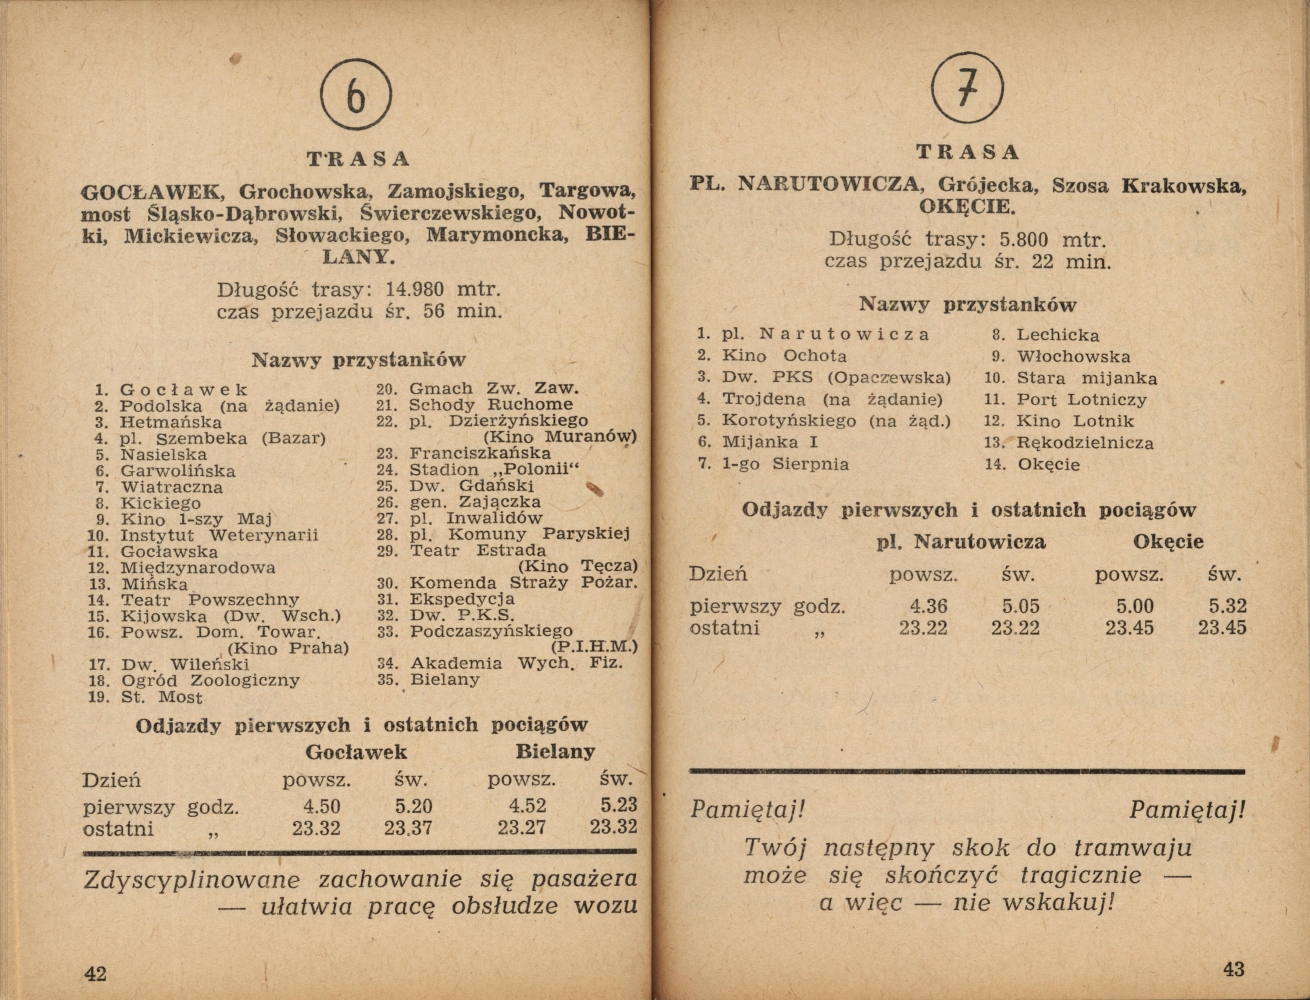 6
TRASA
GOCŁAWEK, Grochowska, Zamojskiego, Targowa,
most Śląsko-Dąbrowski, Świerczewskiego, Nowot-
ki, Mickiewicza, Słowackiego, Marymoncka, BIE-
LANY.
Długość trasy: 14.980 mtr.
czas przejazdu śr. 56 min.
Nazwy przystanków
1. Gocławek
2. Podolska (na żądanie)
3. Hetmańska
4. pl. Szembeka (Bazar)
5. Nasielska
6. Garwolińska
7. Wiatraczna
8. Kickiego
9. Kino 1-szy Maj
10. Instytut Weterynarii
11. Gocławska
12. Międzynarodowa
13. Mińska
14. Teatr Powszechny
15. Kijowska (Dw. Wsch.)
16. Powsz. Dom. Towar.
(Kino Praha)
17. Dw. Wileński
18. Ogród Zoologiczny
19. St. Most
20. Gmach Zw. Zaw.
21. Schody Ruchome
22. pl. Dzierżyńskiego
(Kino Muranów)
23. Franciszkańska
24. Stadion „Polonii“
25. Dw. Gdański
26. gen. Zajączka
27. pl. Inwalidów
28. pl. Komuny Paryskiej
29. Teatr Estrada
(Kino Tęcza)
30. Komenda Straży Pożar.
31. Ekspedycja
32. Dw. P.K.S.
33. Podczaszyńskiego
(P.I.H.M.)
34. Akademia Wych. Fiz.
35. Bielany
Odjazdy pierwszych i ostatnich pociągów
Gocławek Bielany
Dzień powsz. św. powsz. św.
pierwszy godz. 4.50 5.20 4.52 5.23
ostatni „ 23.32 23.37 23.27 23.32
Zdyscyplinowane zachowanie się pasażera
— ułatwia pracę obsłudze wozu
42
7
TRASA
PL. NARUTOWICZA, Grójecka, Szosa Krakowska,
OKĘCIE.
Długość trasy: 5.800 mtr.
czas przejazdu śr. 22 min.
Nazwy przystanków
1. pl. Narutowicza
2. Kino Ochota
3. Dw. PKS (Opaczewska)
4. Trojdena (na żądanie)
5. Korotyńskiego (na żąd.)
6. Mijanka I
7. 1-go Sierpnia
8. Lechicka
9. Włochowska
10. Stara mijanka
11. Port Lotniczy
12. Kino Lotnik
13. Rękodzielnicza
14. Okęcie
Odjazdy pierwszych i ostatnich pociągów
pl. Narutowicza Okęcie
Dzień powsz. św. powsz. św.
pierwszy godz. 4.36 5.05 5.00 5.32
ostatni „ 23.22 23.22 23.45 23.45
Pamiętaj! Pamiętaj!
Twój następny skok do tramwaju
może się skończyć tragicznie —
a więc — nie wskakuj!
43